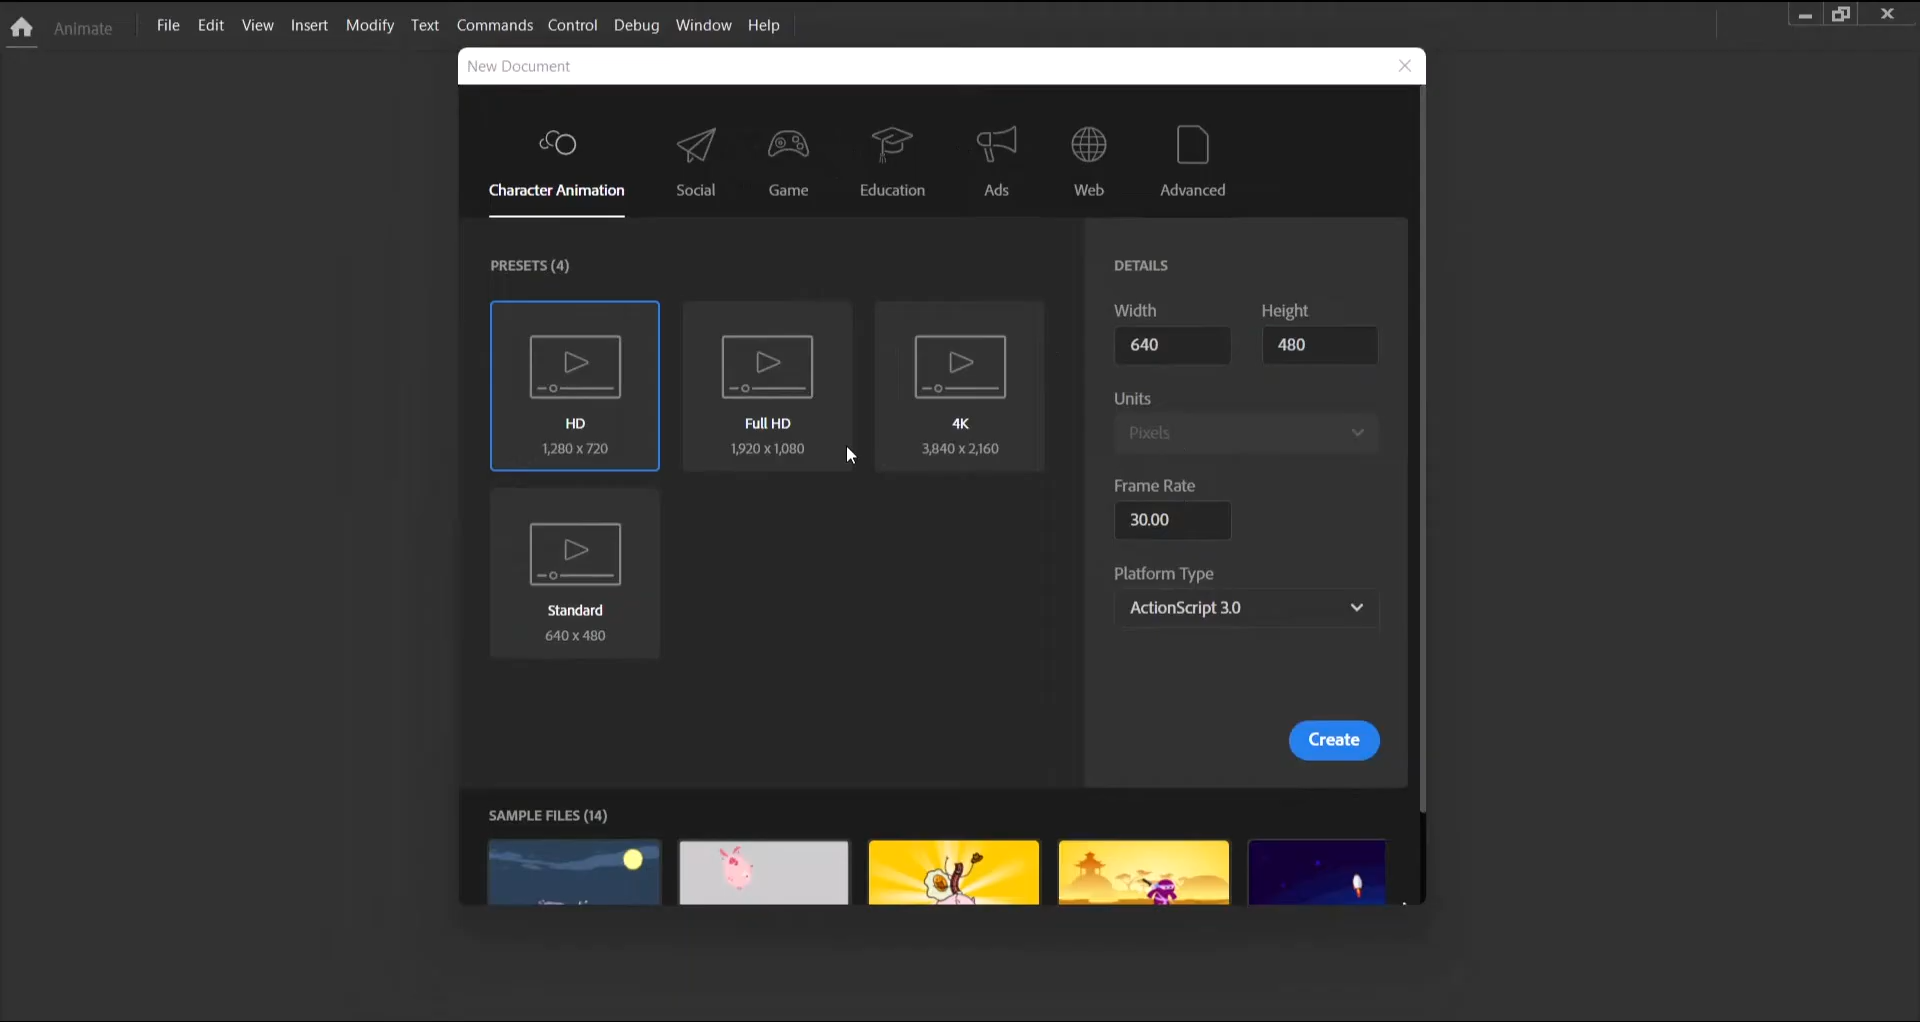 Animate File Edit View Insert Modify Text Commands Control Debug Window Help
New Document
Character Animation Social Game Education Ads Web Advanced
PRESETS (4)
HD
1,280 x 720
Full HD
1,920 x 1,080
4K
3,840 x 2,160
Standard
640 x 480
DETAILS
Width Height
640 480
Units
Pixels
Frame Rate
30.00
Platform Type
ActionScript 3.0
Create
SAMPLE FILES (14)